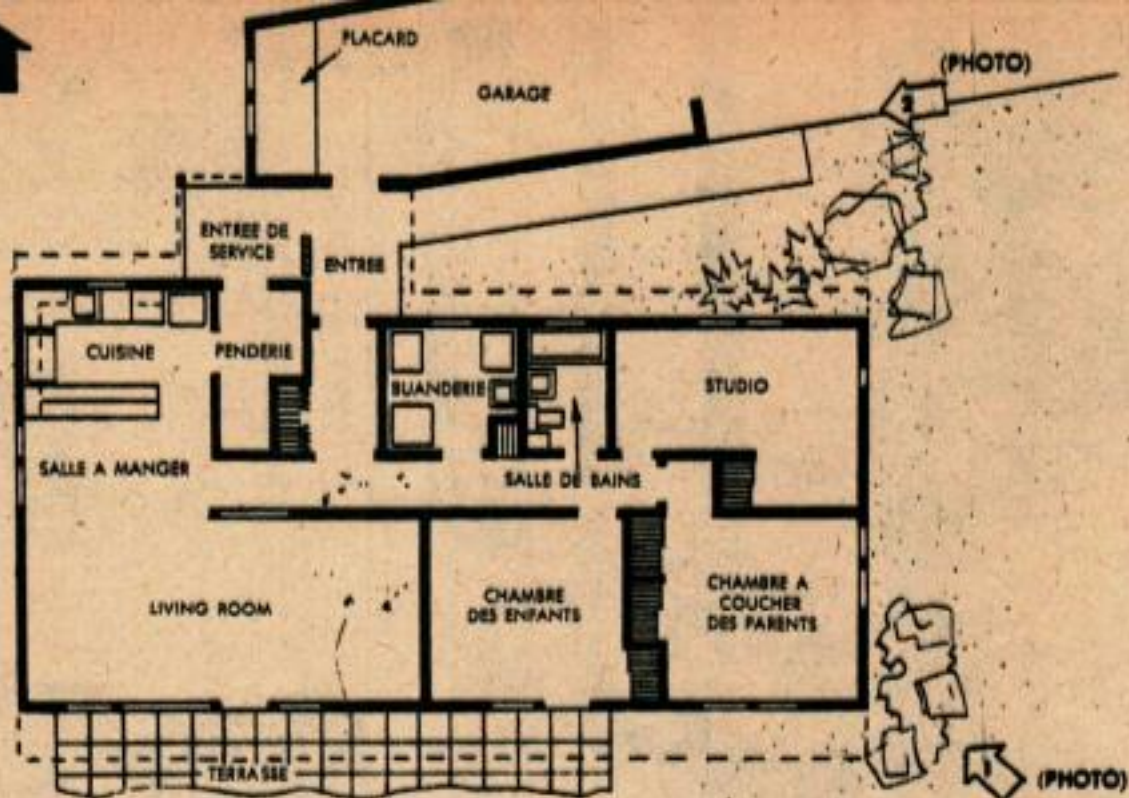 PLACARD
GARAGE
(PHOTO)
2
ENTREE DE
SERVICE
ENTREE
CUISINE
PENDERIE
BUANDERIE
STUDIO
SALLE A MANGER
SALLE DE BAINS
LIVING ROOM
CHAMBRE
DES ENFANTS
CHAMBRE A
COUCHER
DES PARENTS
TERRASSE
1
(PHOTO)